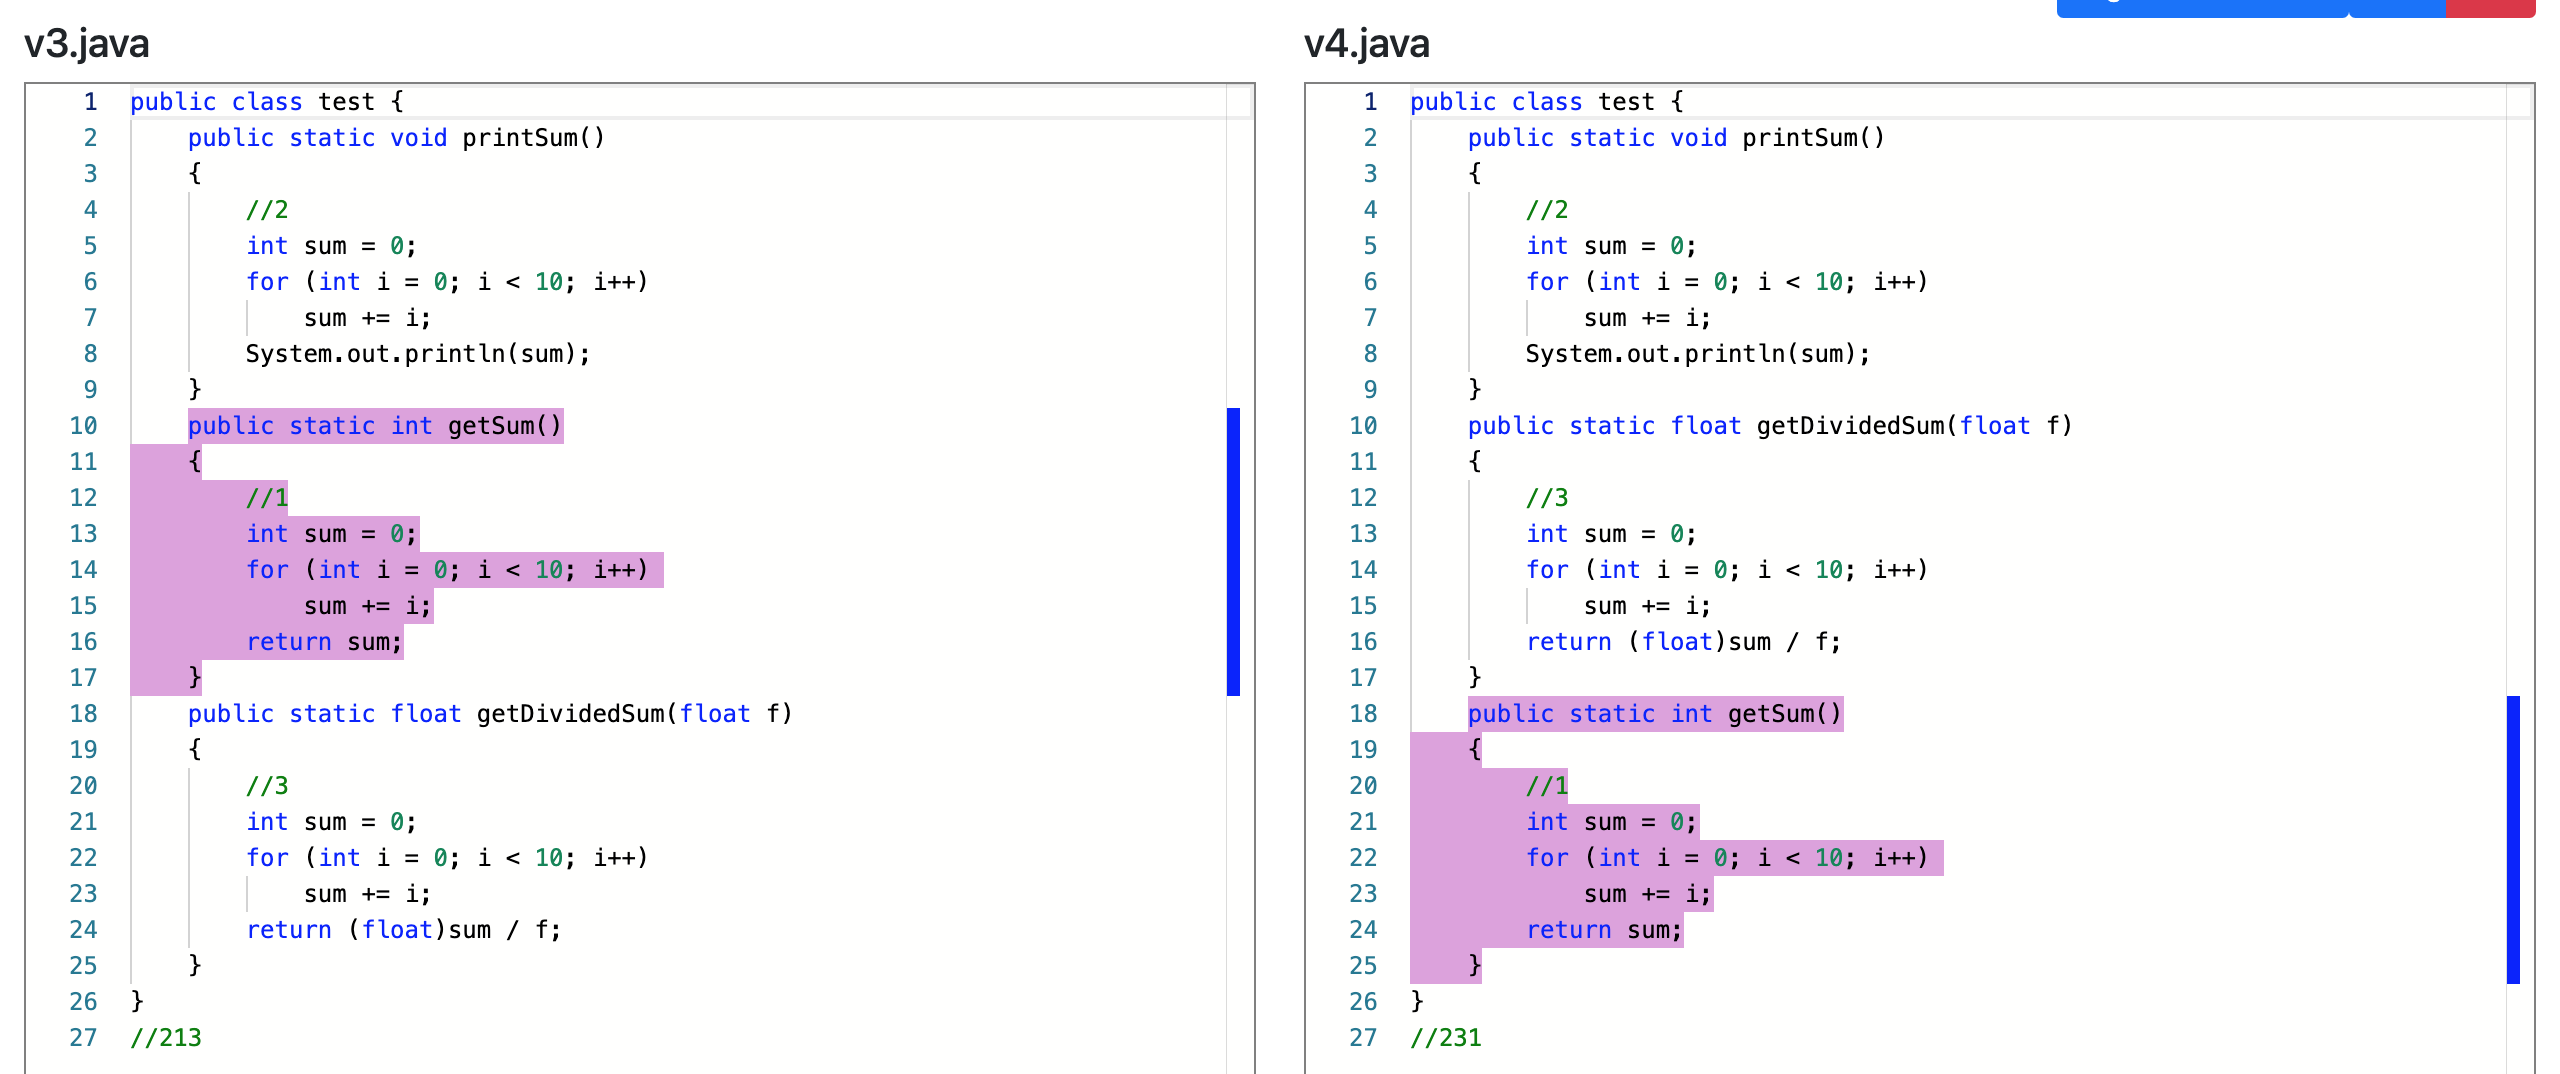 v3.java
1 public class test {
2     public static void printSum()
3     {
4         //2
5         int sum = 0;
6         for (int i = 0; i < 10; i++)
7             sum += i;
8         System.out.println(sum);
9     }
10     public static int getSum()
11     {
12         //1
13         int sum = 0;
14         for (int i = 0; i < 10; i++)
15             sum += i;
16         return sum;
17     }
18     public static float getDividedSum(float f)
19     {
20         //3
21         int sum = 0;
22         for (int i = 0; i < 10; i++)
23             sum += i;
24         return (float)sum / f;
25     }
26 }
27 //213
v4.java
1 public class test {
2     public static void printSum()
3     {
4         //2
5         int sum = 0;
6         for (int i = 0; i < 10; i++)
7             sum += i;
8         System.out.println(sum);
9     }
10     public static float getDividedSum(float f)
11     {
12         //3
13         int sum = 0;
14         for (int i = 0; i < 10; i++)
15             sum += i;
16         return (float)sum / f;
17     }
18     public static int getSum()
19     {
20         //1
21         int sum = 0;
22         for (int i = 0; i < 10; i++)
23             sum += i;
24         return sum;
25     }
26 }
27 //231